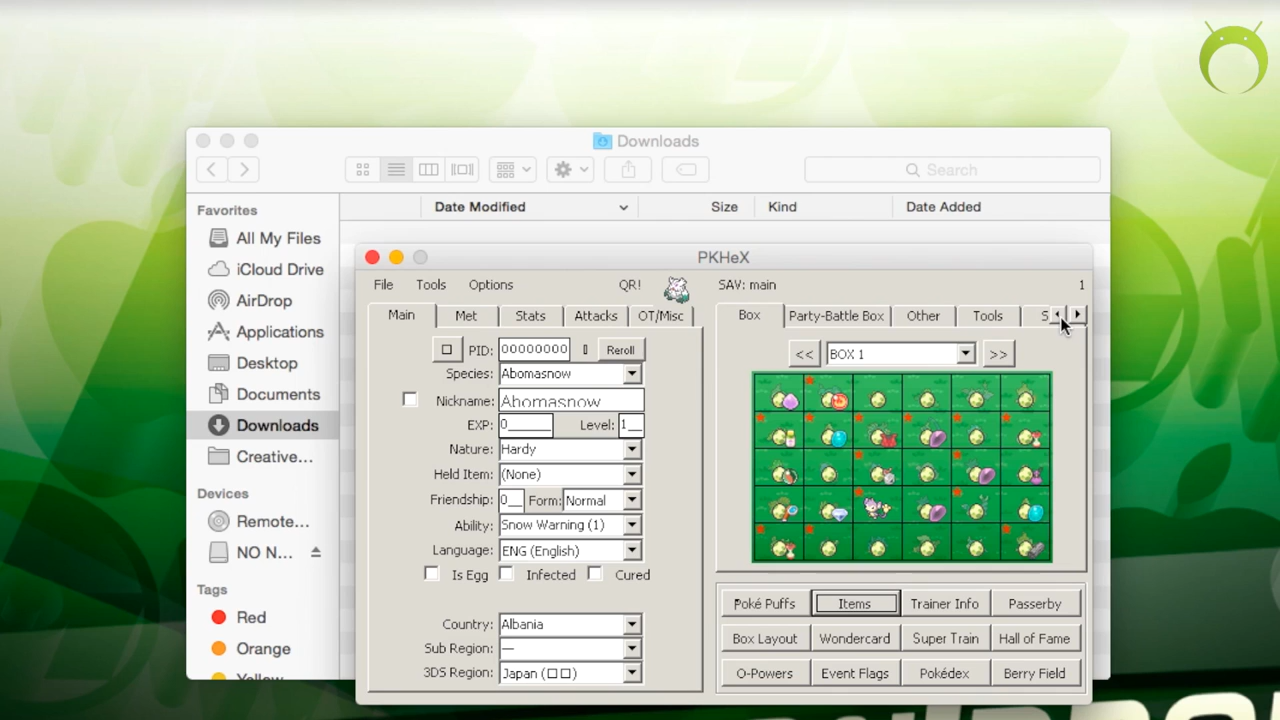 Downloads
Search
Date Modified Size Kind Date Added
Favorites
All My Files
iCloud Drive
AirDrop
Applications
Desktop
Documents
Downloads
Creative...
Devices
Remote...
NO N...
Tags
Red
Orange
Yellow
PKHeX
File Tools Options QR! SAV: main 1
Main Met Stats Attacks OT/Misc
Box Party-Battle Box Other Tools S
PID: 00000000 Reroll
Species: Abomasnow
Nickname: Abomasnow
EXP: 0____ Level: 1__
Nature: Hardy
Held Item: (None)
Friendship: 0__ Form: Normal
Ability: Snow Warning (1)
Language: ENG (English)
Is Egg Infected Cured
Country: Albania
Sub Region: —
3DS Region: Japan (□□)
<< BOX 1 >>
Poké Puffs Items Trainer Info Passerby
Box Layout Wondercard Super Train Hall of Fame
O-Powers Event Flags Pokédex Berry Field